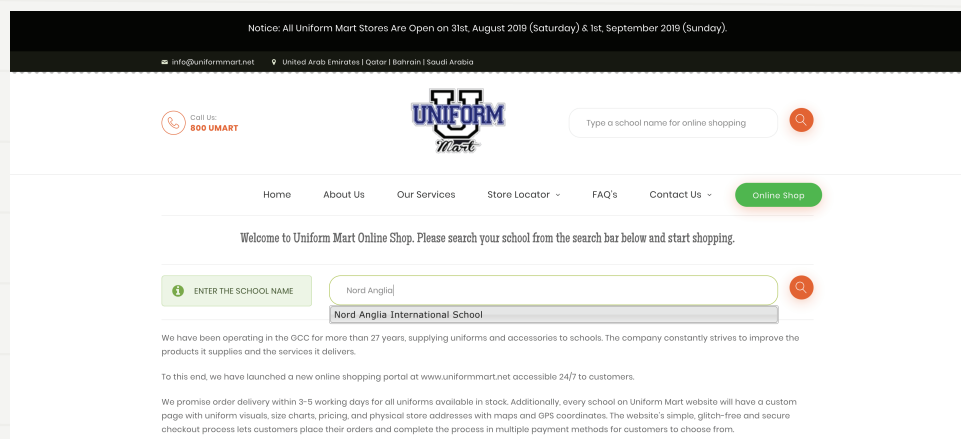 Notice: All Uniform Mart Stores Are Open on 31st, August 2019 (Saturday) & 1st, September 2019 (Sunday).
info@uniformmart.net United Arab Emirates | Qatar | Bahrain | Saudi Arabia
Call Us:
800 UMART
U
UNIFORM
Mart
Type a school name for online shopping
Home About Us Our Services Store Locator FAQ's Contact Us Online Shop
Welcome to Uniform Mart Online Shop. Please search your school from the search bar below and start shopping.
ENTER THE SCHOOL NAME
Nord Anglia
Nord Anglia International School
We have been operating in the GCC for more than 27 years, supplying uniforms and accessories to schools. The company constantly strives to improve the
products it supplies and the services it delivers.
To this end, we have launched a new online shopping portal at www.uniformmart.net accessible 24/7 to customers.
We promise order delivery within 3-5 working days for all uniforms available in stock. Additionally, every school on Uniform Mart website will have a custom
page with uniform visuals, size charts, pricing, and physical store addresses with maps and GPS coordinates. The website's simple, glitch-free and secure
checkout process lets customers place their orders and complete the process in multiple payment methods for customers to choose from.